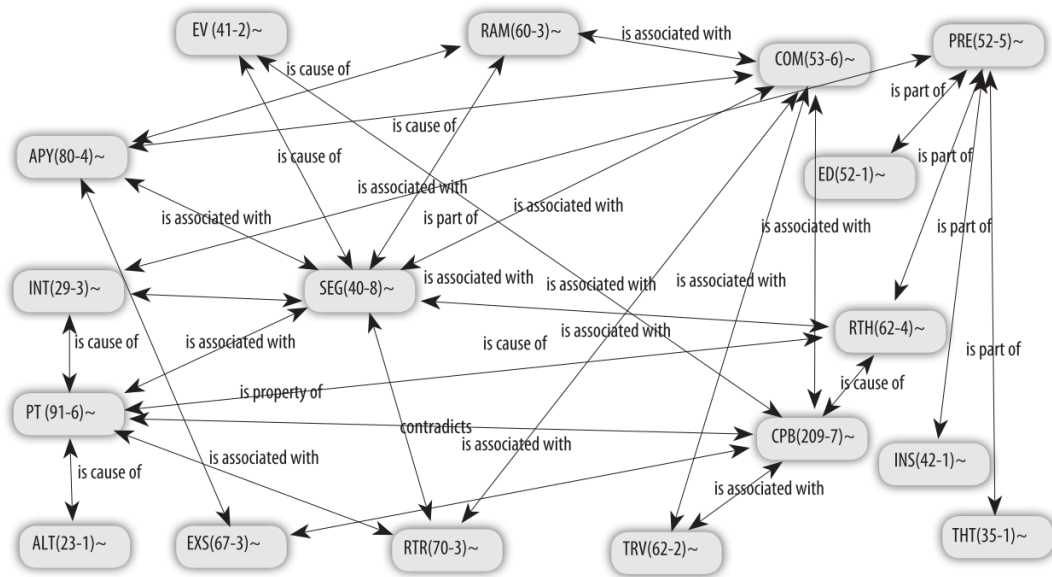 EV (41-2)~
RAM(60-3)~
is associated with
PRE(52-5)~
COM(53-6)~
is cause of
is part of
is cause of
APY(80-4)~
is cause of
is part of
ED(52-1)~
is associated with
is associated with
is part of
is associated with
is associated with
is part of
is associated with
is associated with
INT(29-3)~
SEG(40-8)~
is associated with
is cause of
is associated with
is associated with
RTH(62-4)~
is cause of
is part of
is property of
is cause of
PT (91-6)~
contradicts
CPB(209-7)~
is associated with
is associated with
INS(42-1)~
is cause of
is associated with
ALT(23-1)~
EXS(67-3)~
RTR(70-3)~
TRV(62-2)~
THT(35-1)~